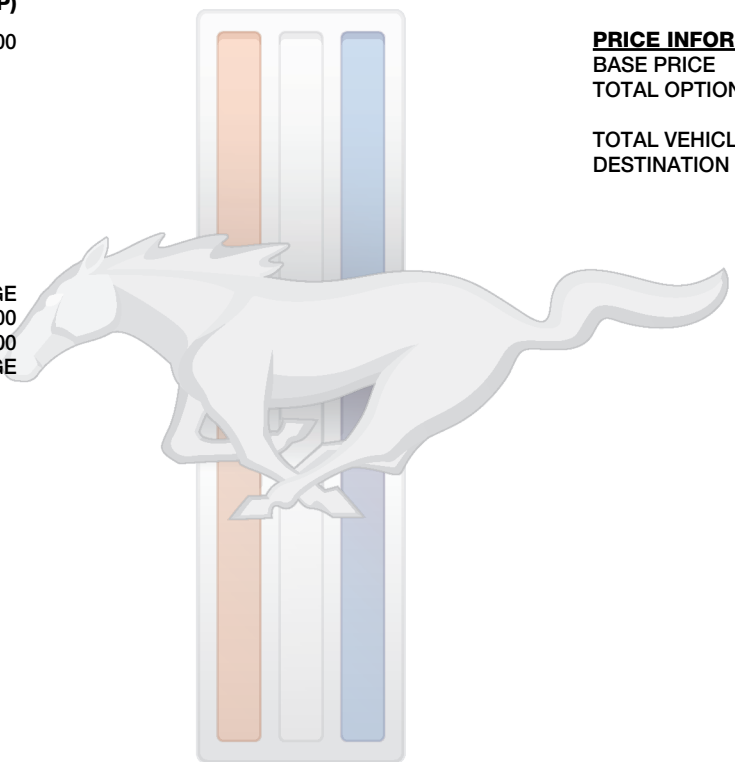 P)
00
GE
00
00
GE
PRICE INFOR
BASE PRICE
TOTAL OPTION
TOTAL VEHICL
DESTINATION